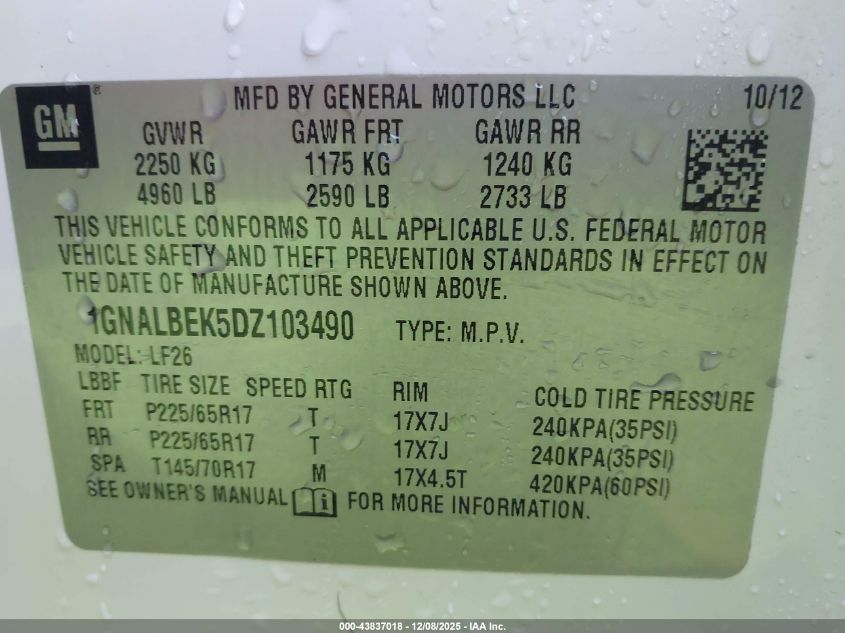 GM ® MFD BY GENERAL MOTORS LLC 10/12
GVWR GAWR FRT GAWR RR
2250 KG 1175 KG 1240 KG
4960 LB 2590 LB 2733 LB
THIS VEHICLE CONFORMS TO ALL APPLICABLE U.S. FEDERAL MOTOR
VEHICLE SAFETY AND THEFT PREVENTION STANDARDS IN EFFECT ON
THE DATE OF MANUFACTURE SHOWN ABOVE.
1GNALBEK5DZ103490 TYPE: M.P.V.
MODEL: LF26
LBBF TIRE SIZE SPEED RTG RIM COLD TIRE PRESSURE
FRT P225/65R17 T 17X7J 240KPA(35PSI)
RR P225/65R17 T 17X7J 240KPA(35PSI)
SPA T145/70R17 M 17X4.5T 420KPA(60PSI)
SEE OWNER'S MANUAL i FOR MORE INFORMATION.
000-43837018 - 12/08/2025 - IAA Inc.